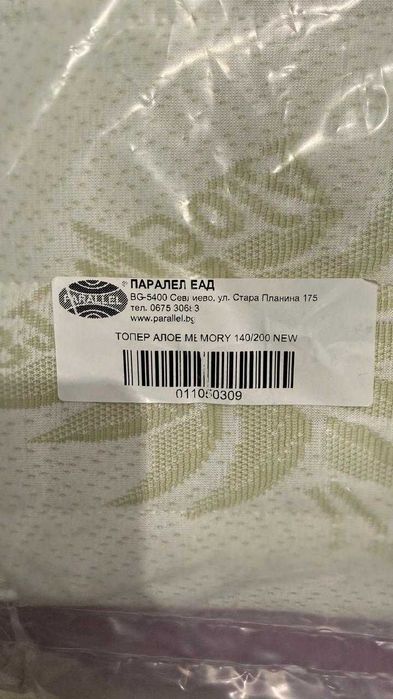 PARALLEL
ПАРАЛЕЛ ЕАД
BG-5400 Севлиево, ул. Стара Планина 175
тел. 0675
www.parallel.bg
ТОПЕР АЛОЕ MEMORY 140/200 NEW